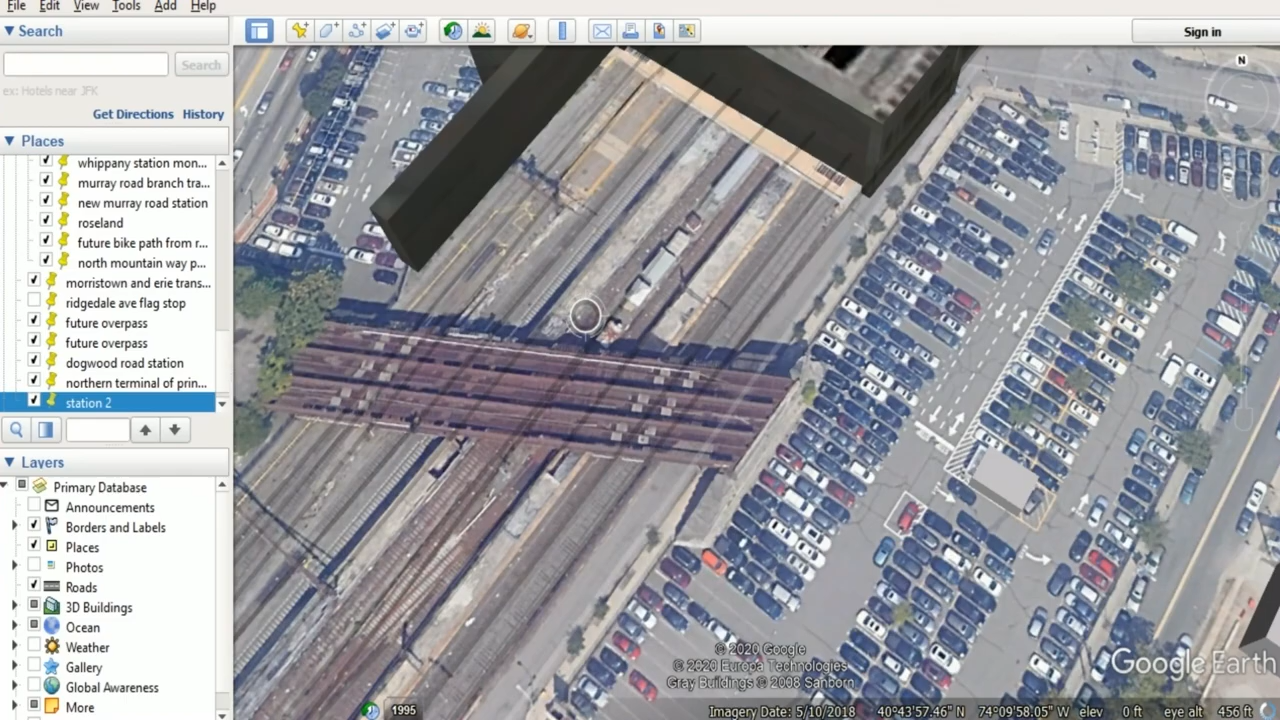 File Edit View Tools Add Help
Search
Search
ex: Hotels near JFK
Get Directions History
Places
whippany station mon...
murray road branch tra...
new murray road station
roseland
future bike path from r...
north mountain way p...
morristown and erie trans...
ridgedale ave flag stop
future overpass
future overpass
dogwood road station
northern terminal of prin...
station 2
Layers
Primary Database
Announcements
Borders and Labels
Places
Photos
Roads
3D Buildings
Ocean
Weather
Gallery
Global Awareness
More
Sign in
N
© 2020 Google
© 2020 Europa Technologies
Gray Buildings © 2008 Sanborn
Google Earth
1995
Imagery Date: 5/10/2018 40°43'57.46" N 74°09'58.05" W elev 0 ft eye alt 456 ft